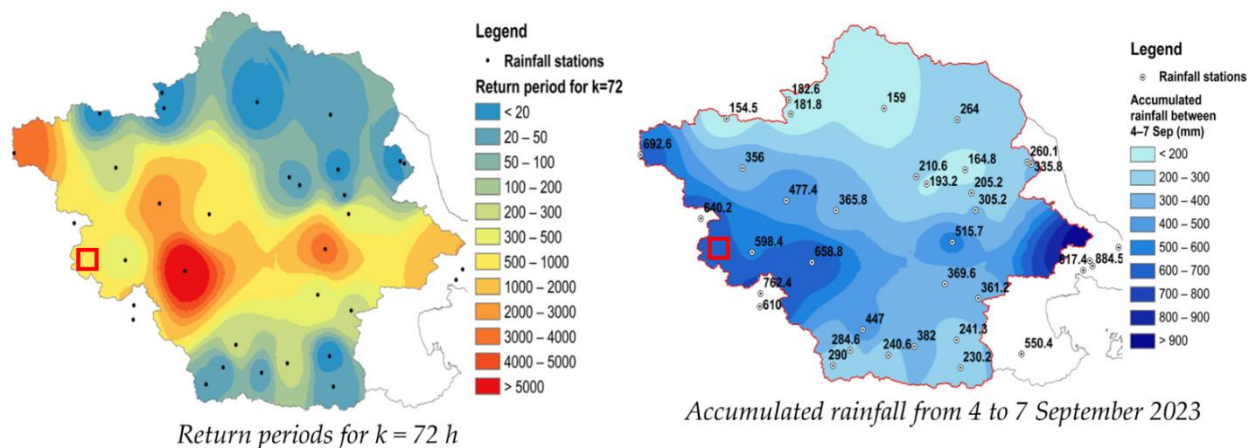 Legend
Rainfall stations
Return period for k=72
< 20
20 – 50
50 – 100
100 – 200
200 – 300
300 – 500
500 – 1000
1000 – 2000
2000 – 3000
3000 – 4000
4000 – 5000
> 5000
Return periods for k = 72 h
182.6
154.5
181.8
159
264
692.6
356
210.6
164.8
193.2
260.1
335.8
477.4
365.8
205.2
305.2
640.2
598.4
658.8
515.7
617.4
884.5
762.4
369.6
361.2
610
447
284.6
382
241.3
290
240.6
230.2
550.4
Legend
Rainfall stations
Accumulated
rainfall between
4–7 Sep (mm)
< 200
200 – 300
300 – 400
400 – 500
500 – 600
600 – 700
700 – 800
800 – 900
> 900
Accumulated rainfall from 4 to 7 September 2023